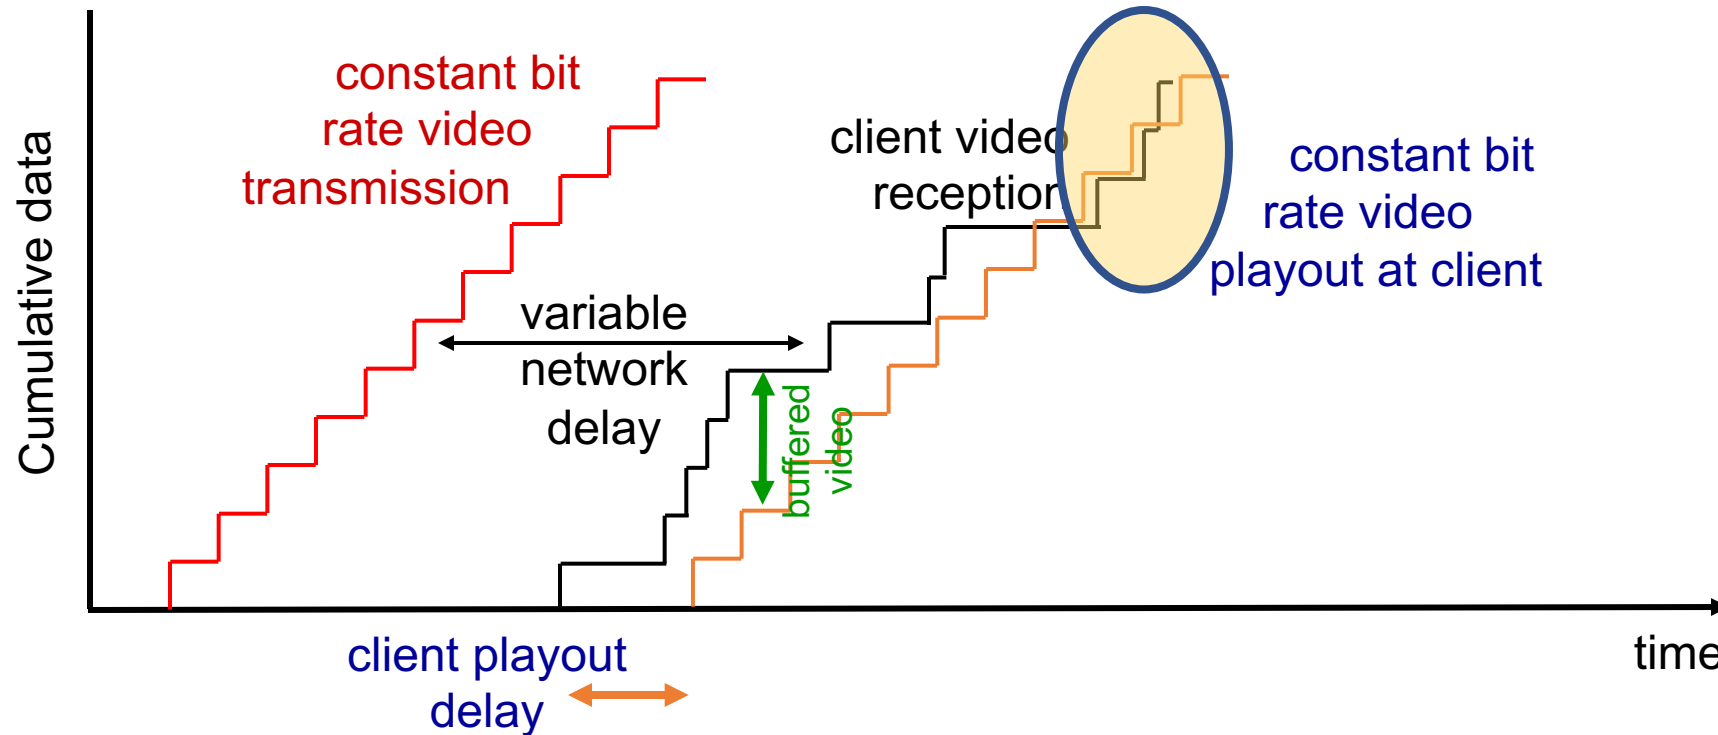 constant bit
rate video
transmission
client video
reception
constant bit
rate video
playout at client
Cumulative data
variable
network
delay
buffered
video
time
client playout
delay